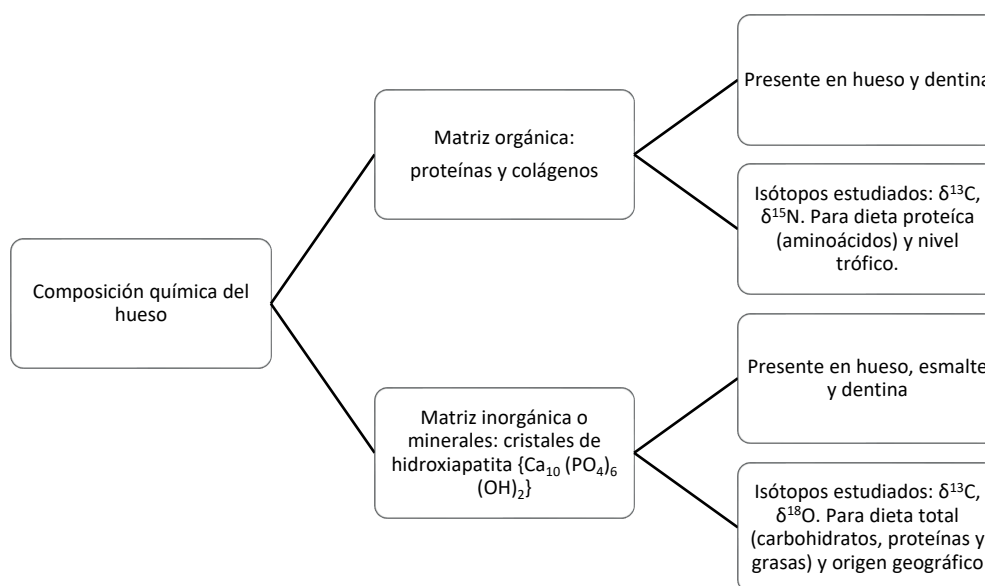 Composición química del
hueso
Matriz orgánica:
proteínas y colágenos
Presente en hueso y dentina
Isótopos estudiados: δ¹³C,
δ¹⁵N. Para dieta proteíca
(aminoácidos) y nivel
trófico.
Matriz inorgánica o
minerales: cristales de
hidroxiapatita {Ca₁₀ (PO₄)₆
(OH)₂}
Presente en hueso, esmalte
y dentina
Isótopos estudiados: δ¹³C,
δ¹⁸O. Para dieta total
(carbohidratos, proteínas y
grasas) y origen geográfico